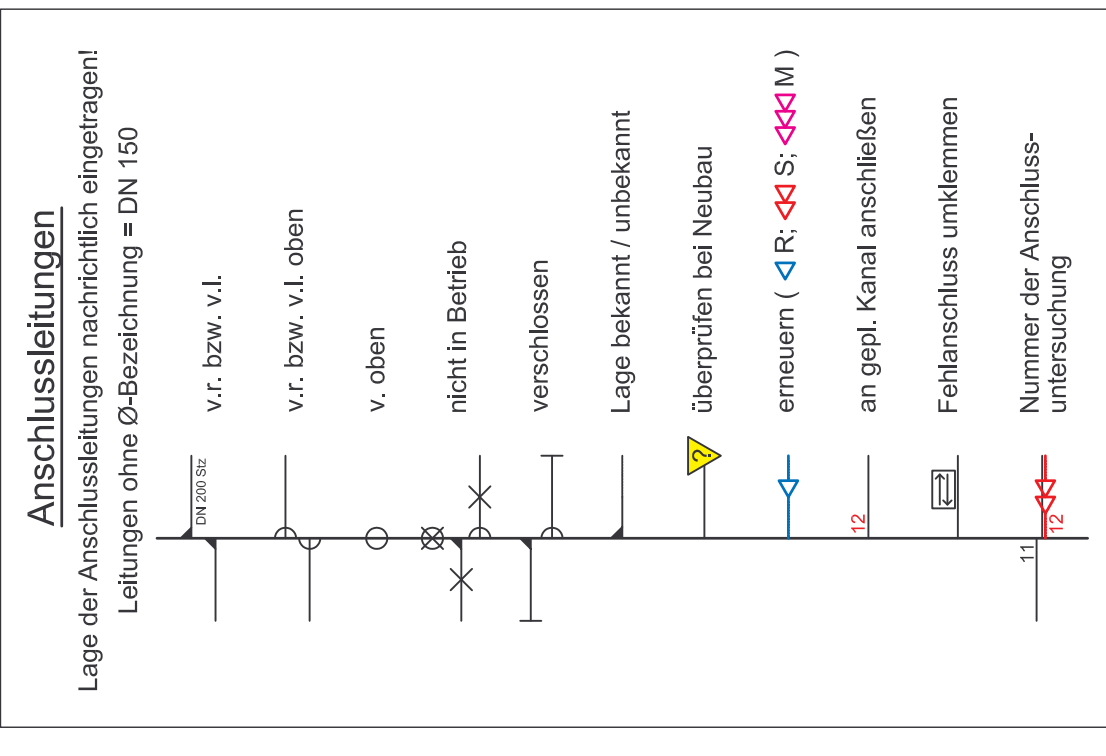 Anschlussleitungen
Lage der Anschlussleitungen nachrichtlich eingetragen!
Leitungen ohne Ø-Bezeichnung = DN 150
DN 200 Stz
v.r. bzw. v.l.
v.r. bzw. v.l. oben
v. oben
nicht in Betrieb
verschlossen
Lage bekannt / unbekannt
?
überprüfen bei Neubau
erneuern ( R; S; M )
12
an gepl. Kanal anschließen
Fehlanschluss umklemmen
11
12
Nummer der Anschluss-
untersuchung